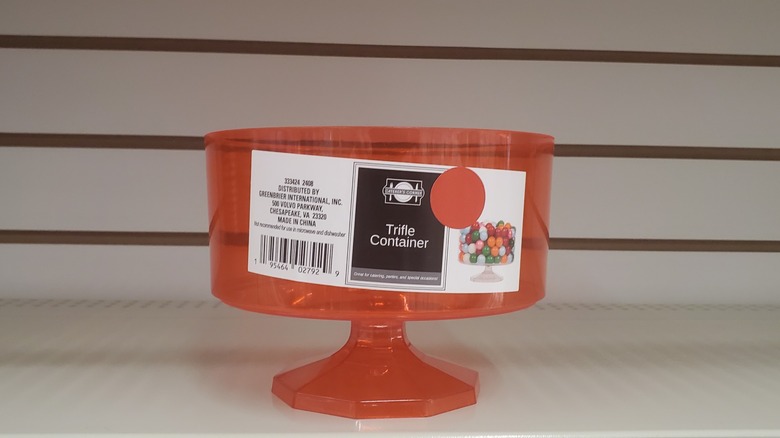 333424 2408
DISTRIBUTED BY
GREENBRIER INTERNATIONAL, INC.
500 VOLVO PARKWAY,
CHESAPEAKE, VA 23320
MADE IN CHINA
Not recommended for use in microwave and dishwasher
1 95464 02792 9
CATERER'S CORNER
Trifle
Container
Great for catering, parties, and special occasions!